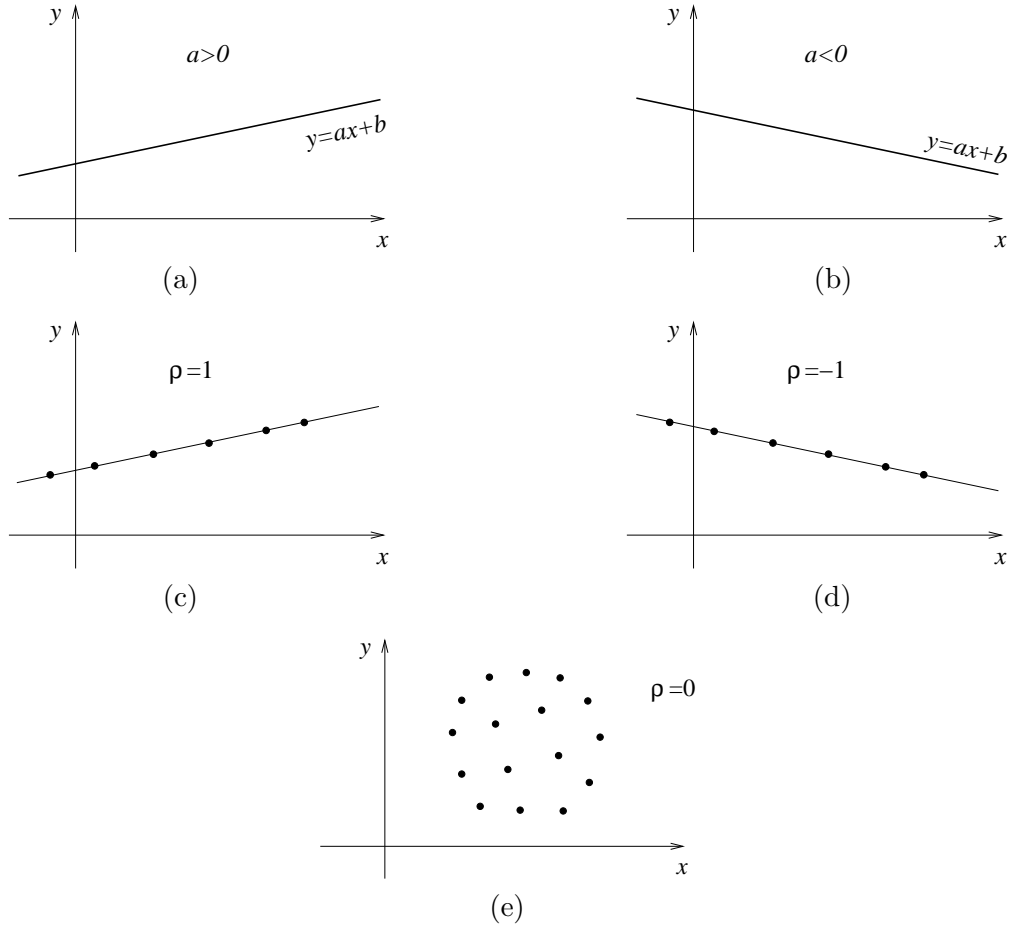 y
a>0
y=ax+b
x
(a)
y
a<0
y=ax+b
x
(b)
y
ρ=1
x
(c)
y
ρ=−1
x
(d)
y
ρ=0
x
(e)